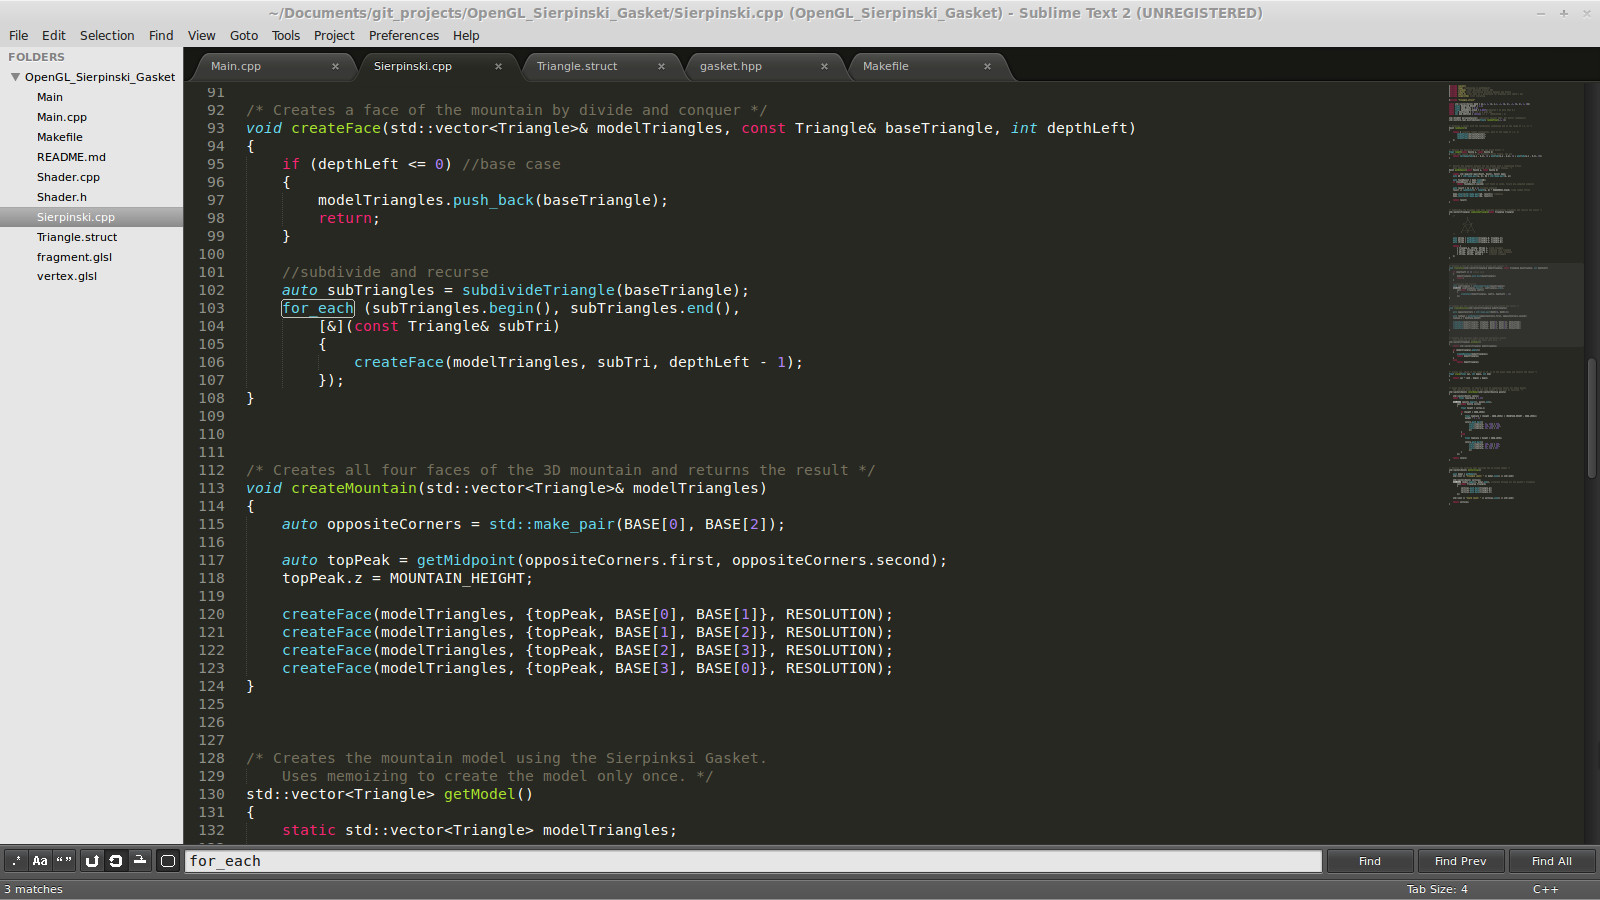 ~/Documents/git_projects/OpenGL_Sierpinski_Gasket/Sierpinski.cpp (OpenGL_Sierpinski_Gasket) - Sublime Text 2 (UNREGISTERED)
File Edit Selection Find View Goto Tools Project Preferences Help
FOLDERS
OpenGL_Sierpinski_Gasket
Main
Main.cpp
Makefile
README.md
Shader.cpp
Shader.h
Sierpinski.cpp
Triangle.struct
fragment.glsl
vertex.glsl
Main.cpp Sierpinski.cpp Triangle.struct gasket.hpp Makefile
91
92 /* Creates a face of the mountain by divide and conquer */
93 void createFace(std::vector<Triangle>& modelTriangles, const Triangle& baseTriangle, int depthLeft)
94 {
95     if (depthLeft <= 0) //base case
96     {
97         modelTriangles.push_back(baseTriangle);
98         return;
99     }
100
101     //subdivide and recurse
102     auto subTriangles = subdivideTriangle(baseTriangle);
103     for_each (subTriangles.begin(), subTriangles.end(),
104         [&](const Triangle& subTri)
105         {
106             createFace(modelTriangles, subTri, depthLeft - 1);
107         });
108 }
109
110
111
112 /* Creates all four faces of the 3D mountain and returns the result */
113 void createMountain(std::vector<Triangle>& modelTriangles)
114 {
115     auto oppositeCorners = std::make_pair(BASE[0], BASE[2]);
116
117     auto topPeak = getMidpoint(oppositeCorners.first, oppositeCorners.second);
118     topPeak.z = MOUNTAIN_HEIGHT;
119
120     createFace(modelTriangles, {topPeak, BASE[0], BASE[1]}, RESOLUTION);
121     createFace(modelTriangles, {topPeak, BASE[1], BASE[2]}, RESOLUTION);
122     createFace(modelTriangles, {topPeak, BASE[2], BASE[3]}, RESOLUTION);
123     createFace(modelTriangles, {topPeak, BASE[3], BASE[0]}, RESOLUTION);
124 }
125
126
127
128 /* Creates the mountain model using the Sierpinksi Gasket.
129     Uses memoizing to create the model only once. */
130 std::vector<Triangle> getModel()
131 {
132     static std::vector<Triangle> modelTriangles;
.* Aa “” for_each Find Find Prev Find All
3 matches Tab Size: 4 C++